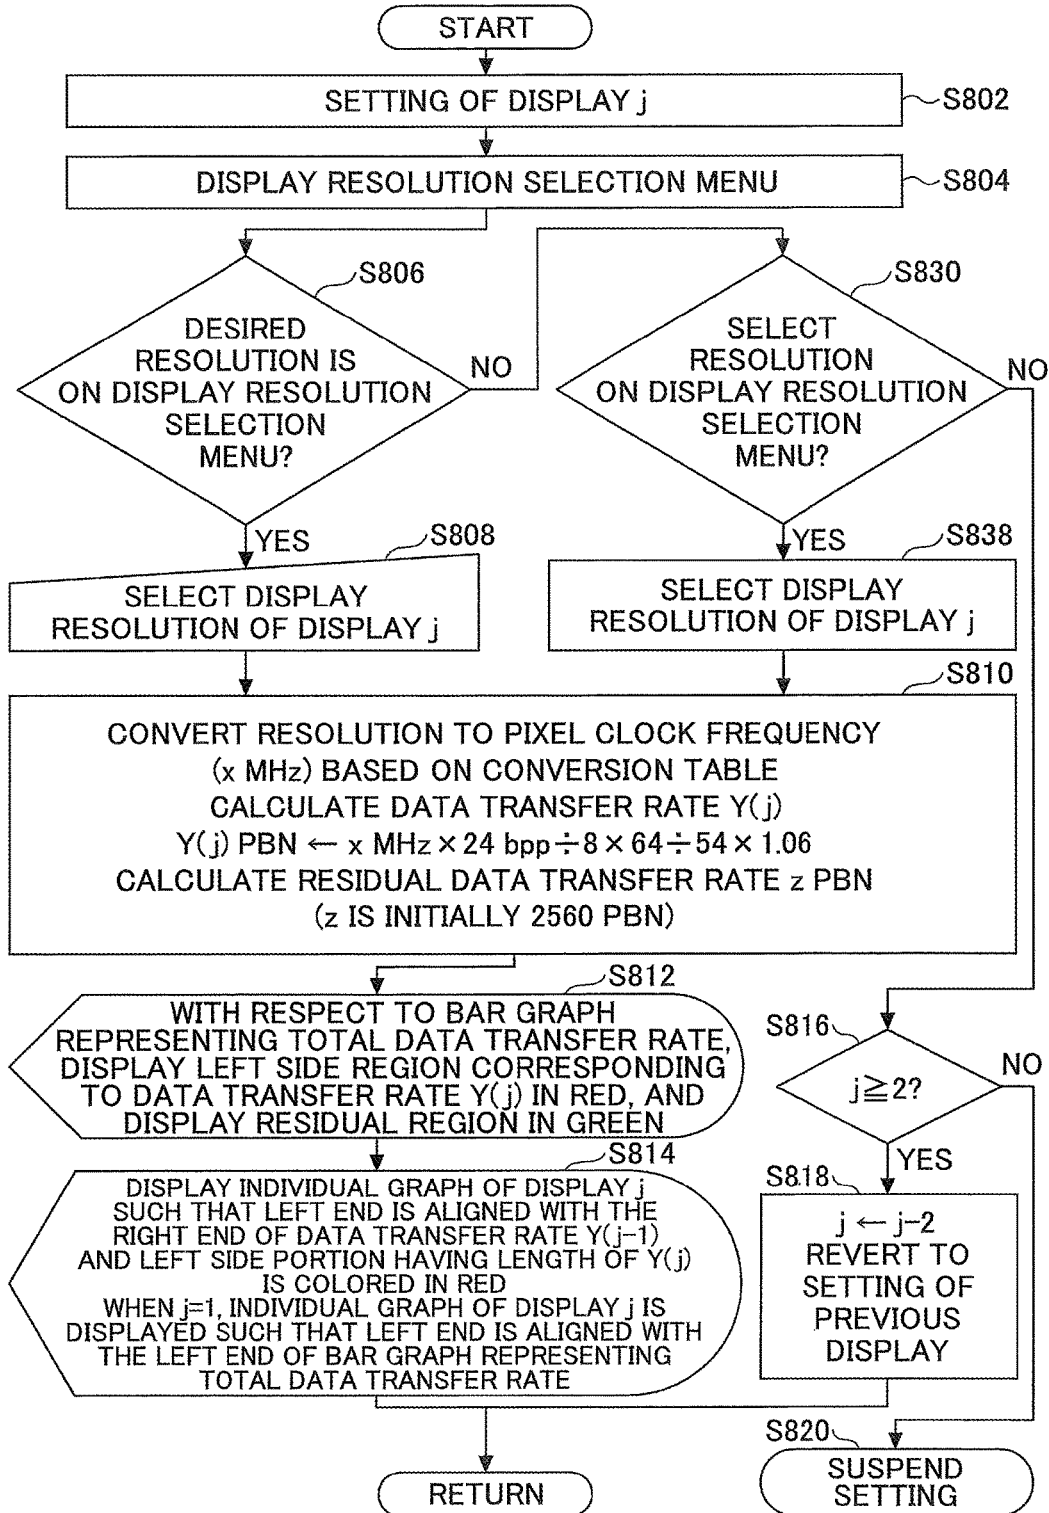 START
SETTING OF DISPLAY j
S802
DISPLAY RESOLUTION SELECTION MENU
S804
S806
DESIRED
RESOLUTION IS
ON DISPLAY RESOLUTION
SELECTION
MENU?
NO
YES
S830
SELECT
RESOLUTION
ON DISPLAY RESOLUTION
SELECTION
MENU?
NO
YES
S808
SELECT DISPLAY
RESOLUTION OF DISPLAY j
S838
SELECT DISPLAY
RESOLUTION OF DISPLAY j
S810
CONVERT RESOLUTION TO PIXEL CLOCK FREQUENCY
(x MHz) BASED ON CONVERSION TABLE
CALCULATE DATA TRANSFER RATE Y(j)
Y(j) PBN ← x MHz × 24 bpp ÷ 8 × 64 ÷ 54 × 1.06
CALCULATE RESIDUAL DATA TRANSFER RATE z PBN
(z IS INITIALLY 2560 PBN)
S812
WITH RESPECT TO BAR GRAPH
REPRESENTING TOTAL DATA TRANSFER RATE,
DISPLAY LEFT SIDE REGION CORRESPONDING
TO DATA TRANSFER RATE Y(j) IN RED, AND
DISPLAY RESIDUAL REGION IN GREEN
S814
DISPLAY INDIVIDUAL GRAPH OF DISPLAY j
SUCH THAT LEFT END IS ALIGNED WITH THE
RIGHT END OF DATA TRANSFER RATE Y(j-1)
AND LEFT SIDE PORTION HAVING LENGTH OF Y(j)
IS COLORED IN RED
WHEN j=1, INDIVIDUAL GRAPH OF DISPLAY j IS
DISPLAYED SUCH THAT LEFT END IS ALIGNED WITH
THE LEFT END OF BAR GRAPH REPRESENTING
TOTAL DATA TRANSFER RATE
S816
j≧2?
NO
YES
S818
j ← j-2
REVERT TO
SETTING OF
PREVIOUS
DISPLAY
S820
SUSPEND
SETTING
RETURN